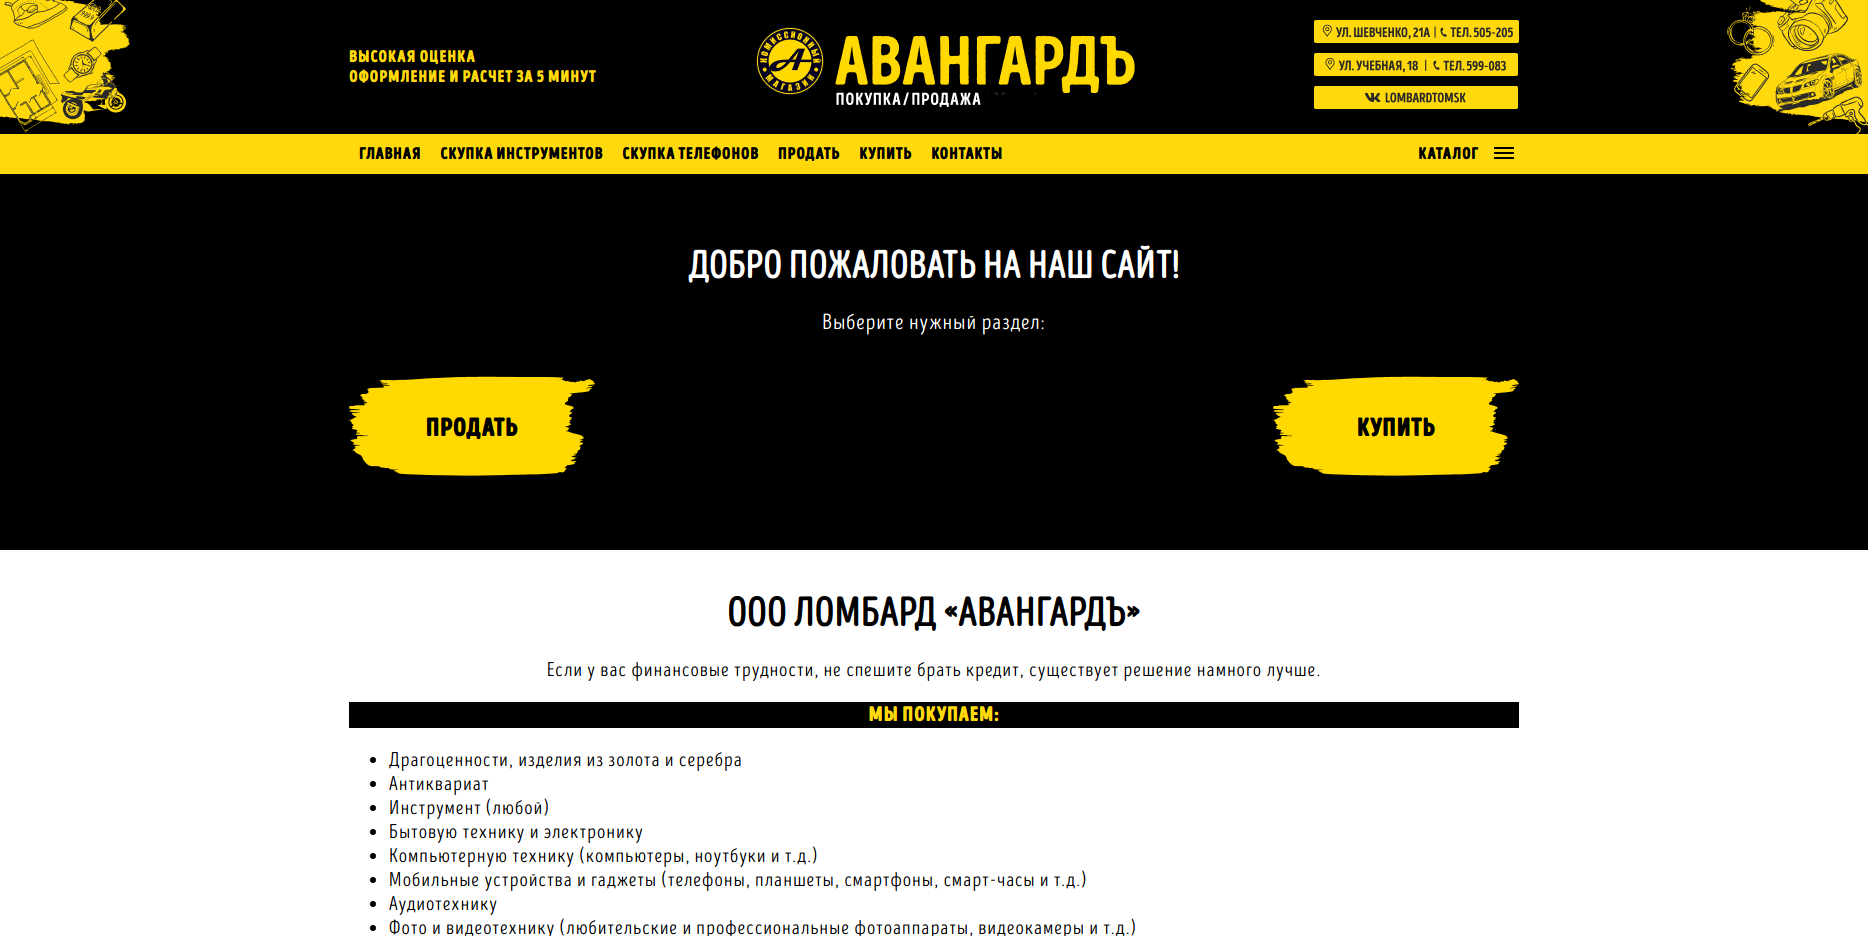 ВЫСОКАЯ ОЦЕНКА
ОФОРМЛЕНИЕ И РАСЧЕТ ЗА 5 МИНУТ
КОМИССИОННЫЙ МАГАЗИН
АВАНГАРДЪ
ПОКУПКА/ПРОДАЖА
УЛ. ШЕВЧЕНКО, 21А | ТЕЛ. 505-205
УЛ. УЧЕБНАЯ, 18 | ТЕЛ. 599-083
LOMBARDTOMSK
ГЛАВНАЯ СКУПКА ИНСТРУМЕНТОВ СКУПКА ТЕЛЕФОНОВ ПРОДАТЬ КУПИТЬ КОНТАКТЫ КАТАЛОГ
ДОБРО ПОЖАЛОВАТЬ НА НАШ САЙТ!
Выберите нужный раздел:
ПРОДАТЬ КУПИТЬ
ООО ЛОМБАРД «АВАНГАРДЪ»
Если у вас финансовые трудности, не спешите брать кредит, существует решение намного лучше.
МЫ ПОКУПАЕМ:
• Драгоценности, изделия из золота и серебра
• Антиквариат
• Инструмент (любой)
• Бытовую технику и электронику
• Компьютерную технику (компьютеры, ноутбуки и т.д.)
• Мобильные устройства и гаджеты (телефоны, планшеты, смартфоны, смарт-часы и т.д.)
• Аудиотехнику
• Фото и видеотехнику (любительские и профессиональные фотоаппараты, видеокамеры и т.д.)